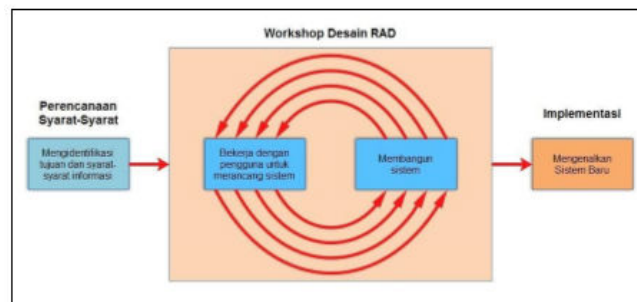 Workshop Desain RAD
Perencanaan
Syarat-Syarat
Mengidentifikasi
tujuan dan syarat-
syarat informasi
Bekerja dengan
pengguna untuk
merancang sistem
Membangun
sistem
Implementasi
Mengenalkan
Sistem Baru